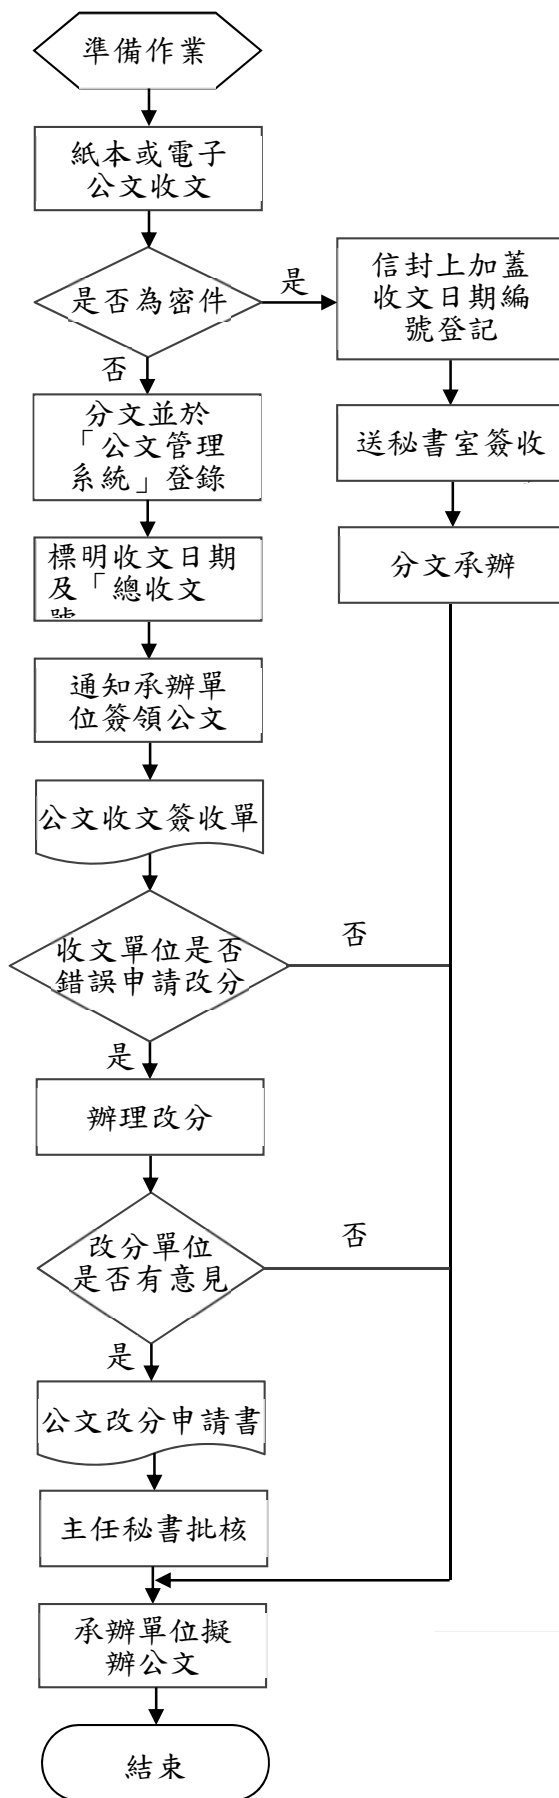 準備作業
紙本或電子
公文收文
是否為密件
是
信封上加蓋
收文日期編
號登記
否
分文並於
「公文管理
系統」登錄
送秘書室簽收
標明收文日期
及「總收文
分文承辦
通知承辦單
位簽領公文
公文收文簽收單
收文單位是否
錯誤申請改分
否
是
辦理改分
改分單位
是否有意見
否
是
公文改分申請書
主任秘書批核
承辦單位擬
辦公文
結束